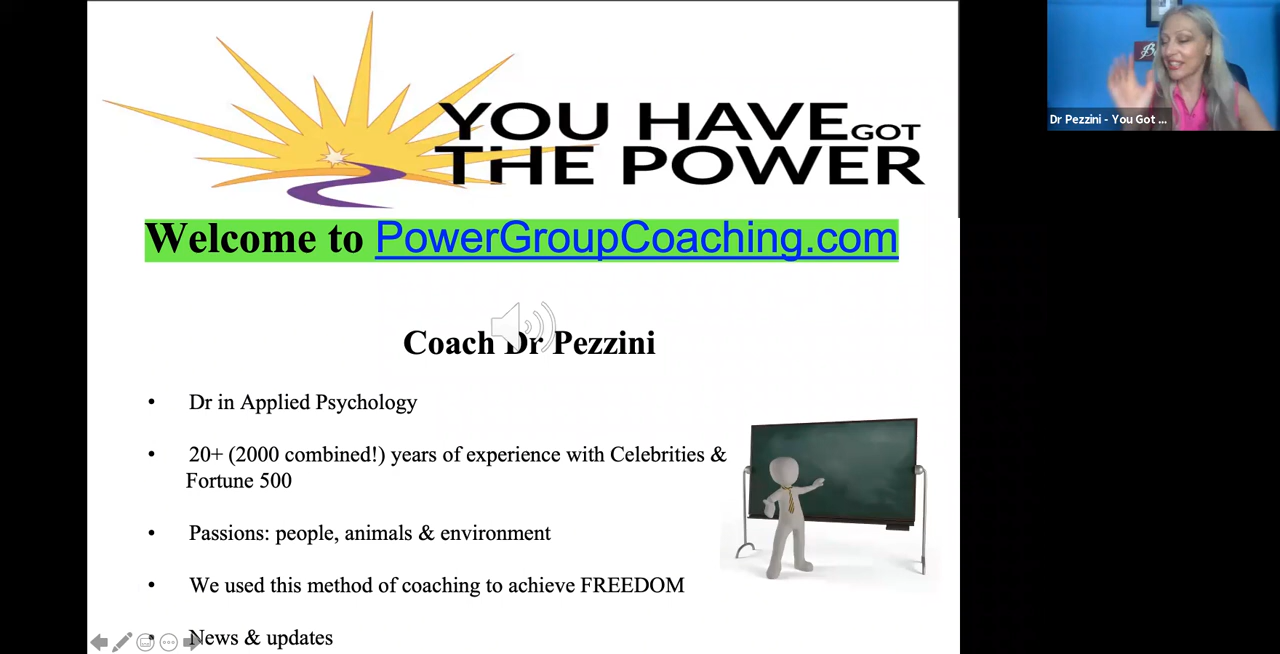 YOU HAVE GOT
THE POWER
Welcome to PowerGroupCoaching.com
Coach Dr Pezzini
• Dr in Applied Psychology
• 20+ (2000 combined!) years of experience with Celebrities &
Fortune 500
• Passions: people, animals & environment
• We used this method of coaching to achieve FREEDOM
• News & updates
Dr Pezzini - You Got ...